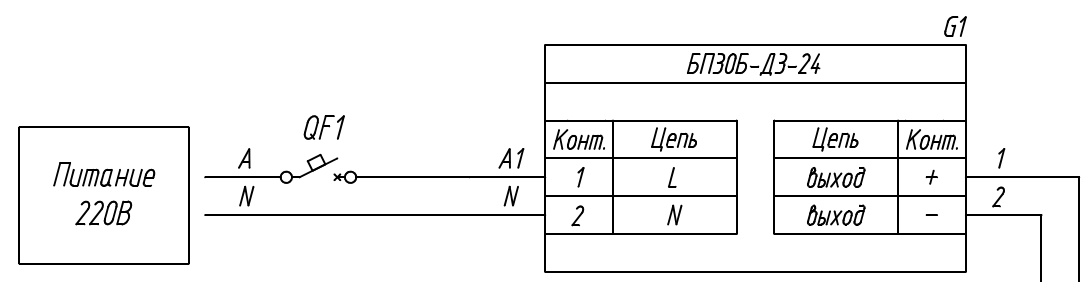 G1
БП30Б-Д3-24
QF1
Питание
220В
A
N
A1
N
Конт. Цепь
1 L
2 N
Цепь Конт.
выход +
выход -
1
2